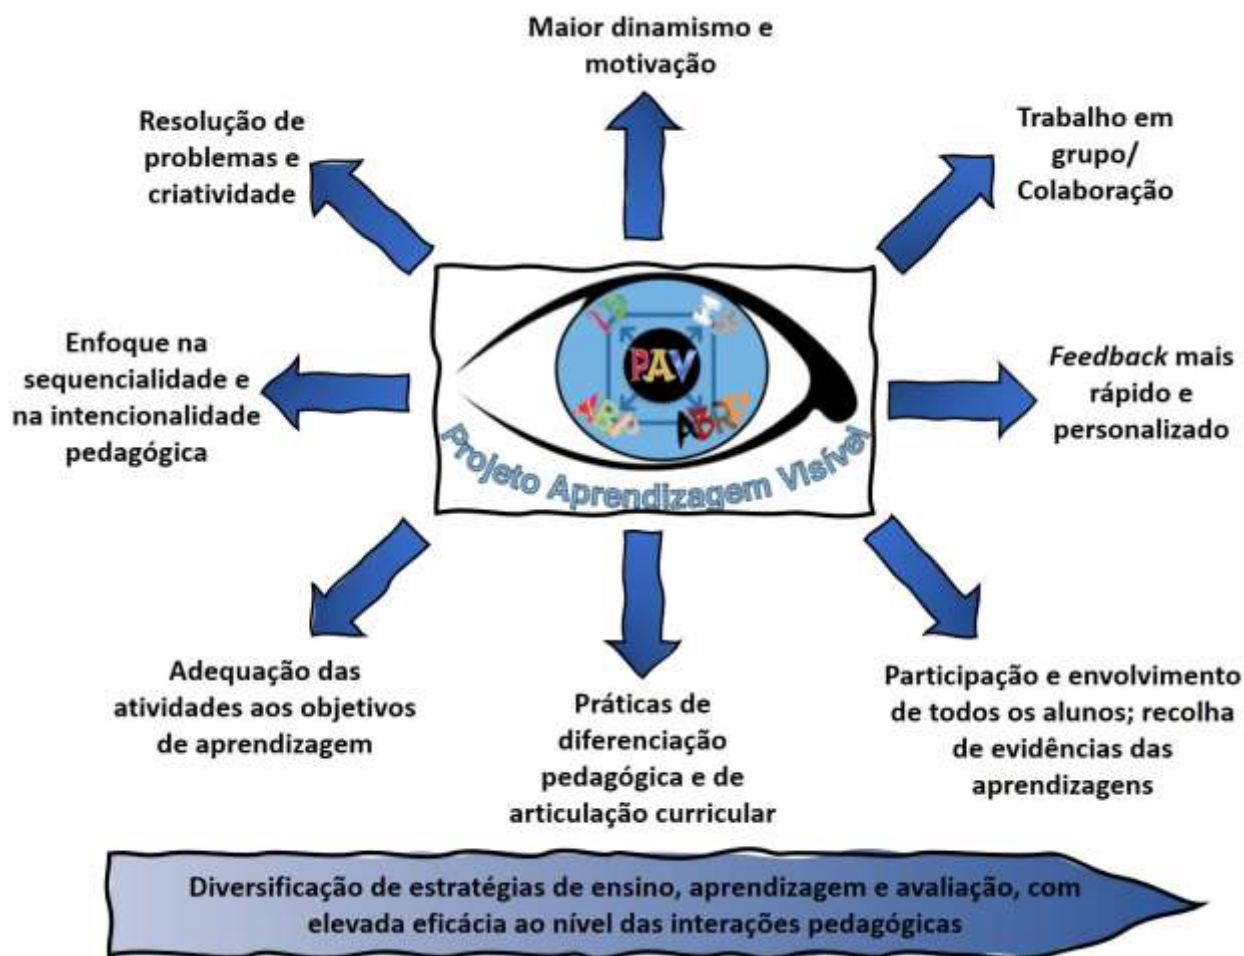 Maior dinamismo e
motivação
Resolução de
problemas e
criatividade
Trabalho em
grupo/
Colaboração
Enfoque na
sequencialidade e
na intencionalidade
pedagógica
PAV
ABRP
Projeto Aprendizagem Visível
Feedback mais
rápido e
personalizado
Adequação das
atividades aos objetivos
de aprendizagem
Práticas de
diferenciação
pedagógica e de
articulação curricular
Participação e envolvimento
de todos os alunos; recolha
de evidências das
aprendizagens
Diversificação de estratégias de ensino, aprendizagem e avaliação, com
elevada eficácia ao nível das interações pedagógicas